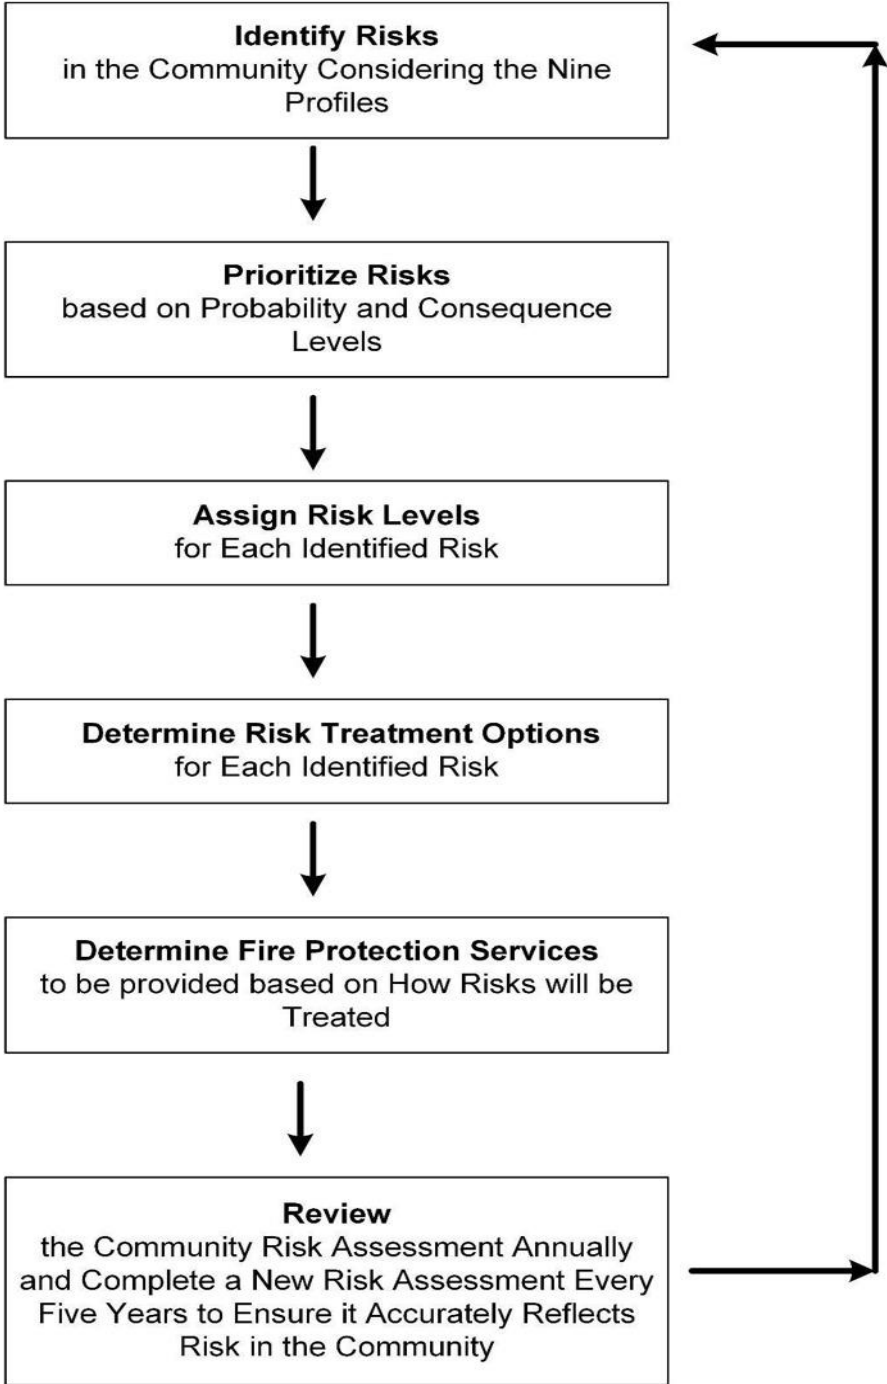 Identify Risks
in the Community Considering the Nine
Profiles
Prioritize Risks
based on Probability and Consequence
Levels
Assign Risk Levels
for Each Identified Risk
Determine Risk Treatment Options
for Each Identified Risk
Determine Fire Protection Services
to be provided based on How Risks will be
Treated
Review
the Community Risk Assessment Annually
and Complete a New Risk Assessment Every
Five Years to Ensure it Accurately Reflects
Risk in the Community